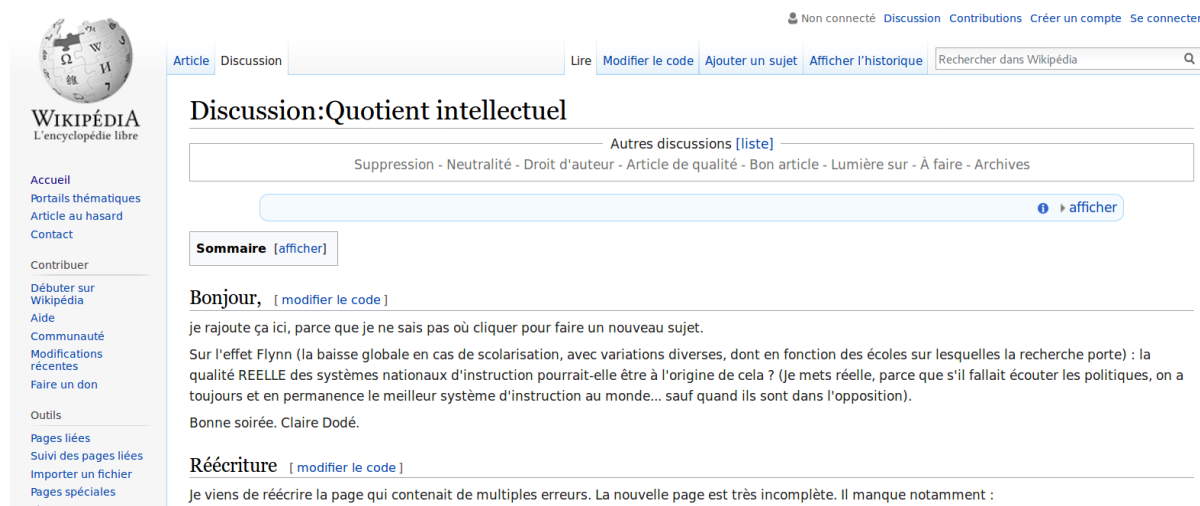 Non connecté Discussion Contributions Créer un compte Se connecter
Article Discussion Lire Modifier le code Ajouter un sujet Afficher l'historique Rechercher dans Wikipédia
WIKIPÉDIA
L'encyclopédie libre
Accueil
Portails thématiques
Article au hasard
Contact
Contribuer
Débuter sur
Wikipédia
Aide
Communauté
Modifications
récentes
Faire un don
Outils
Pages liées
Suivi des pages liées
Importer un fichier
Pages spéciales
Discussion:Quotient intellectuel
Autres discussions [liste]
Suppression - Neutralité - Droit d'auteur - Article de qualité - Bon article - Lumière sur - À faire - Archives
afficher
Sommaire [afficher]
Bonjour, [ modifier le code ]
je rajoute ça ici, parce que je ne sais pas où cliquer pour faire un nouveau sujet.
Sur l'effet Flynn (la baisse globale en cas de scolarisation, avec variations diverses, dont en fonction des écoles sur lesquelles la recherche porte) : la
qualité REELLE des systèmes nationaux d'instruction pourrait-elle être à l'origine de cela ? (Je mets réelle, parce que s'il fallait écouter les politiques, on a
toujours et en permanence le meilleur système d'instruction au monde... sauf quand ils sont dans l'opposition).
Bonne soirée. Claire Dodé.
Réécriture [ modifier le code ]
Je viens de réécrire la page qui contenait de multiples erreurs. La nouvelle page est très incomplète. Il manque notamment :